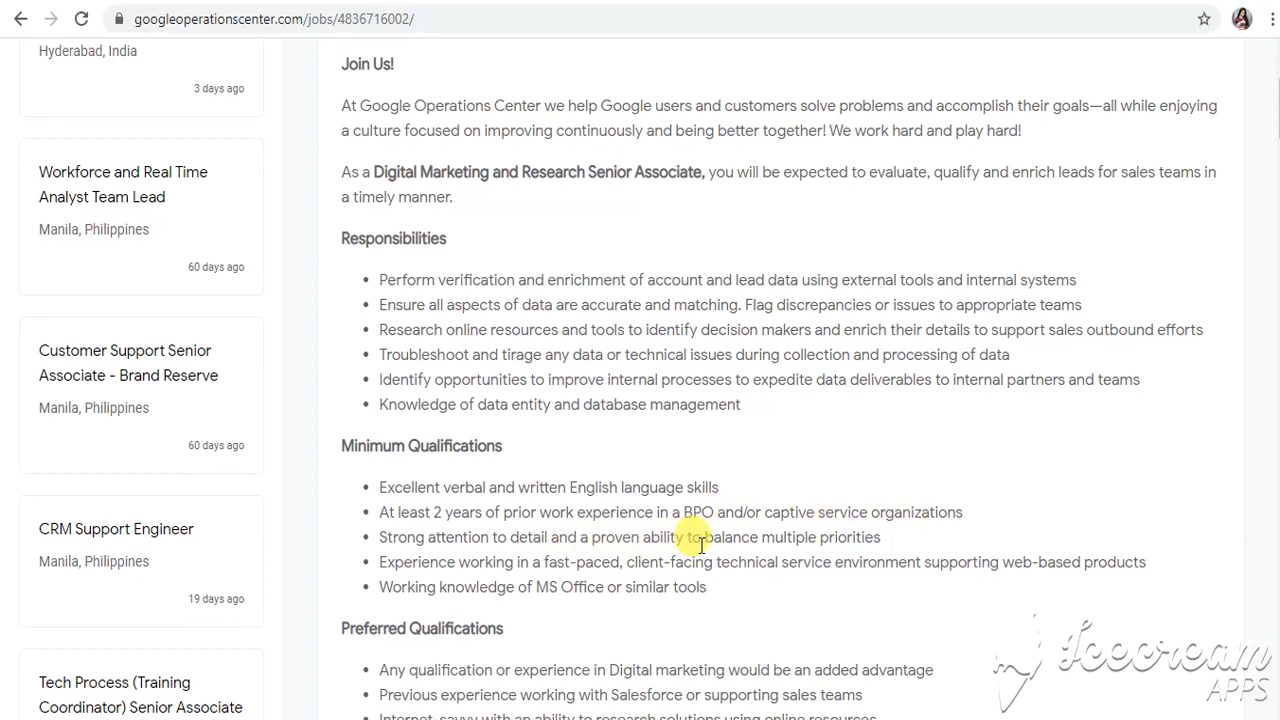 googleoperationscenter.com/jobs/4836716002/
Hyderabad, India
3 days ago
Workforce and Real Time
Analyst Team Lead
Manila, Philippines
60 days ago
Customer Support Senior
Associate - Brand Reserve
Manila, Philippines
60 days ago
CRM Support Engineer
Manila, Philippines
19 days ago
Tech Process (Training
Coordinator) Senior Associate
Join Us!
At Google Operations Center we help Google users and customers solve problems and accomplish their goals—all while enjoying
a culture focused on improving continuously and being better together! We work hard and play hard!
As a Digital Marketing and Research Senior Associate, you will be expected to evaluate, qualify and enrich leads for sales teams in
a timely manner.
Responsibilities
• Perform verification and enrichment of account and lead data using external tools and internal systems
• Ensure all aspects of data are accurate and matching. Flag discrepancies or issues to appropriate teams
• Research online resources and tools to identify decision makers and enrich their details to support sales outbound efforts
• Troubleshoot and tirage any data or technical issues during collection and processing of data
• Identify opportunities to improve internal processes to expedite data deliverables to internal partners and teams
• Knowledge of data entity and database management
Minimum Qualifications
• Excellent verbal and written English language skills
• At least 2 years of prior work experience in a BPO and/or captive service organizations
• Strong attention to detail and a proven ability to balance multiple priorities
• Experience working in a fast-paced, client-facing technical service environment supporting web-based products
• Working knowledge of MS Office or similar tools
Preferred Qualifications
• Any qualification or experience in Digital marketing would be an added advantage
• Previous experience working with Salesforce or supporting sales teams
• Internet-savvy with an ability to research solutions using online resources
Icecream
APPS